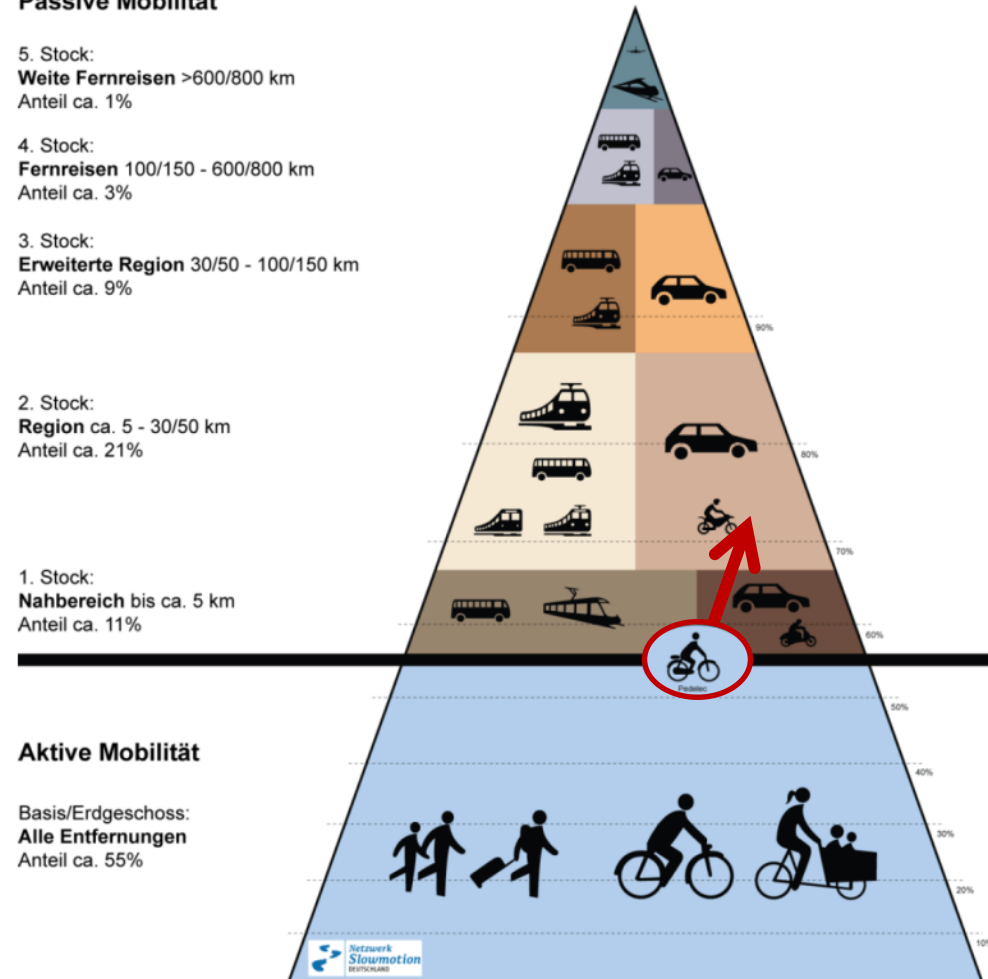 Passive Mobilität
5. Stock:
Weite Fernreisen >600/800 km
Anteil ca. 1%
4. Stock:
Fernreisen 100/150 - 600/800 km
Anteil ca. 3%
3. Stock:
Erweiterte Region 30/50 - 100/150 km
Anteil ca. 9%
90%
2. Stock:
Region ca. 5 - 30/50 km
Anteil ca. 21%
80%
70%
1. Stock:
Nahbereich bis ca. 5 km
Anteil ca. 11%
60%
Pedelec
50%
Aktive Mobilität
40%
Basis/Erdgeschoss:
Alle Entfernungen
Anteil ca. 55%
30%
20%
10%
Netzwerk
Slowmotion
DEUTSCHLAND